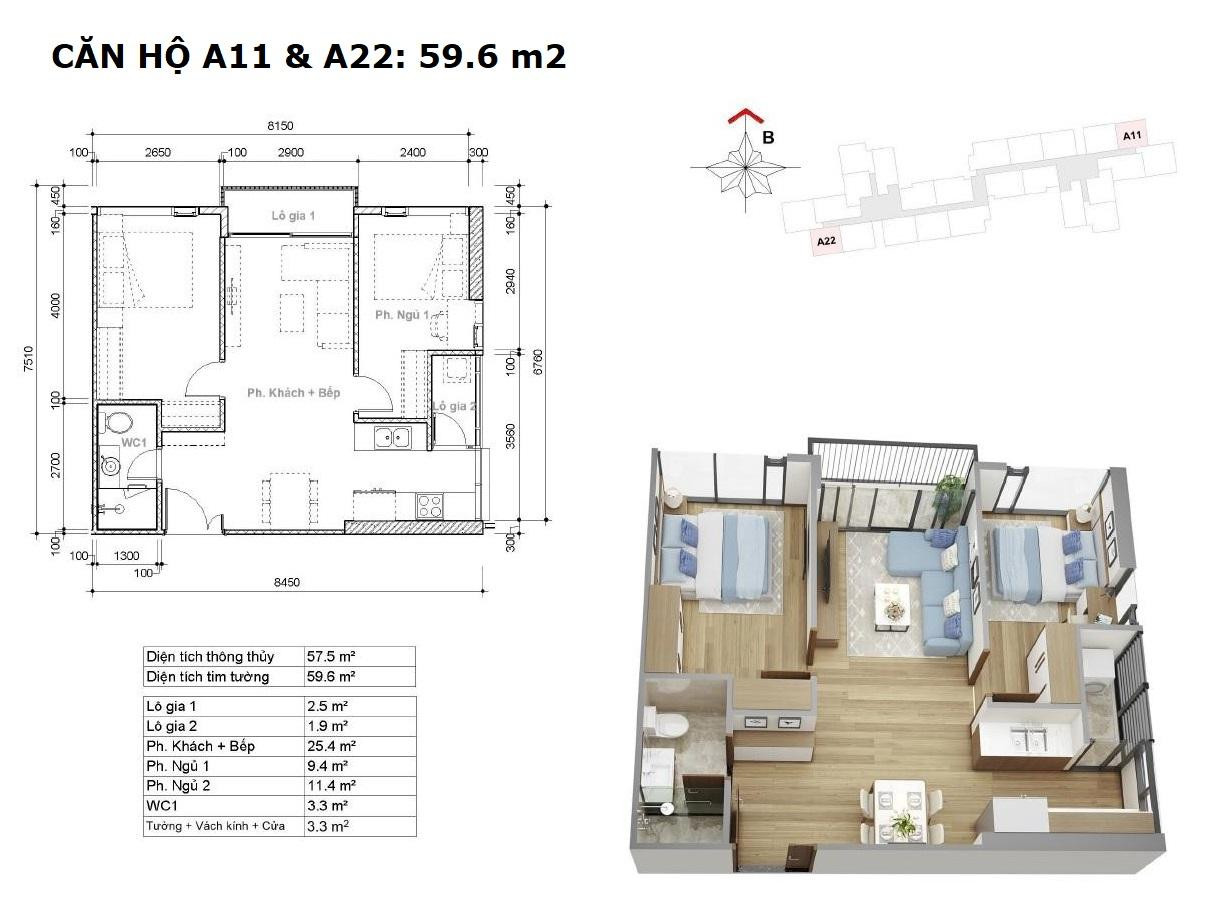 CĂN HỘ A11 & A22: 59.6 m2
8150
100 2650 100 2900 2400 300
B
A11
A22
450
160
4000
7510
100
2700
100
450
160
2940
100
6760
3560
300
Lô gia 1
Ph. Ngủ 1
Ph. Khách + Bếp
Lô gia 2
WC1
100 1300
100
8450
Diện tích thông thủy 57.5 m²
Diện tích tim tường 59.6 m²
Lô gia 1 2.5 m²
Lô gia 2 1.9 m²
Ph. Khách + Bếp 25.4 m²
Ph. Ngủ 1 9.4 m²
Ph. Ngủ 2 11.4 m²
WC1 3.3 m²
Tường + Vách kính + Cửa 3.3 m²